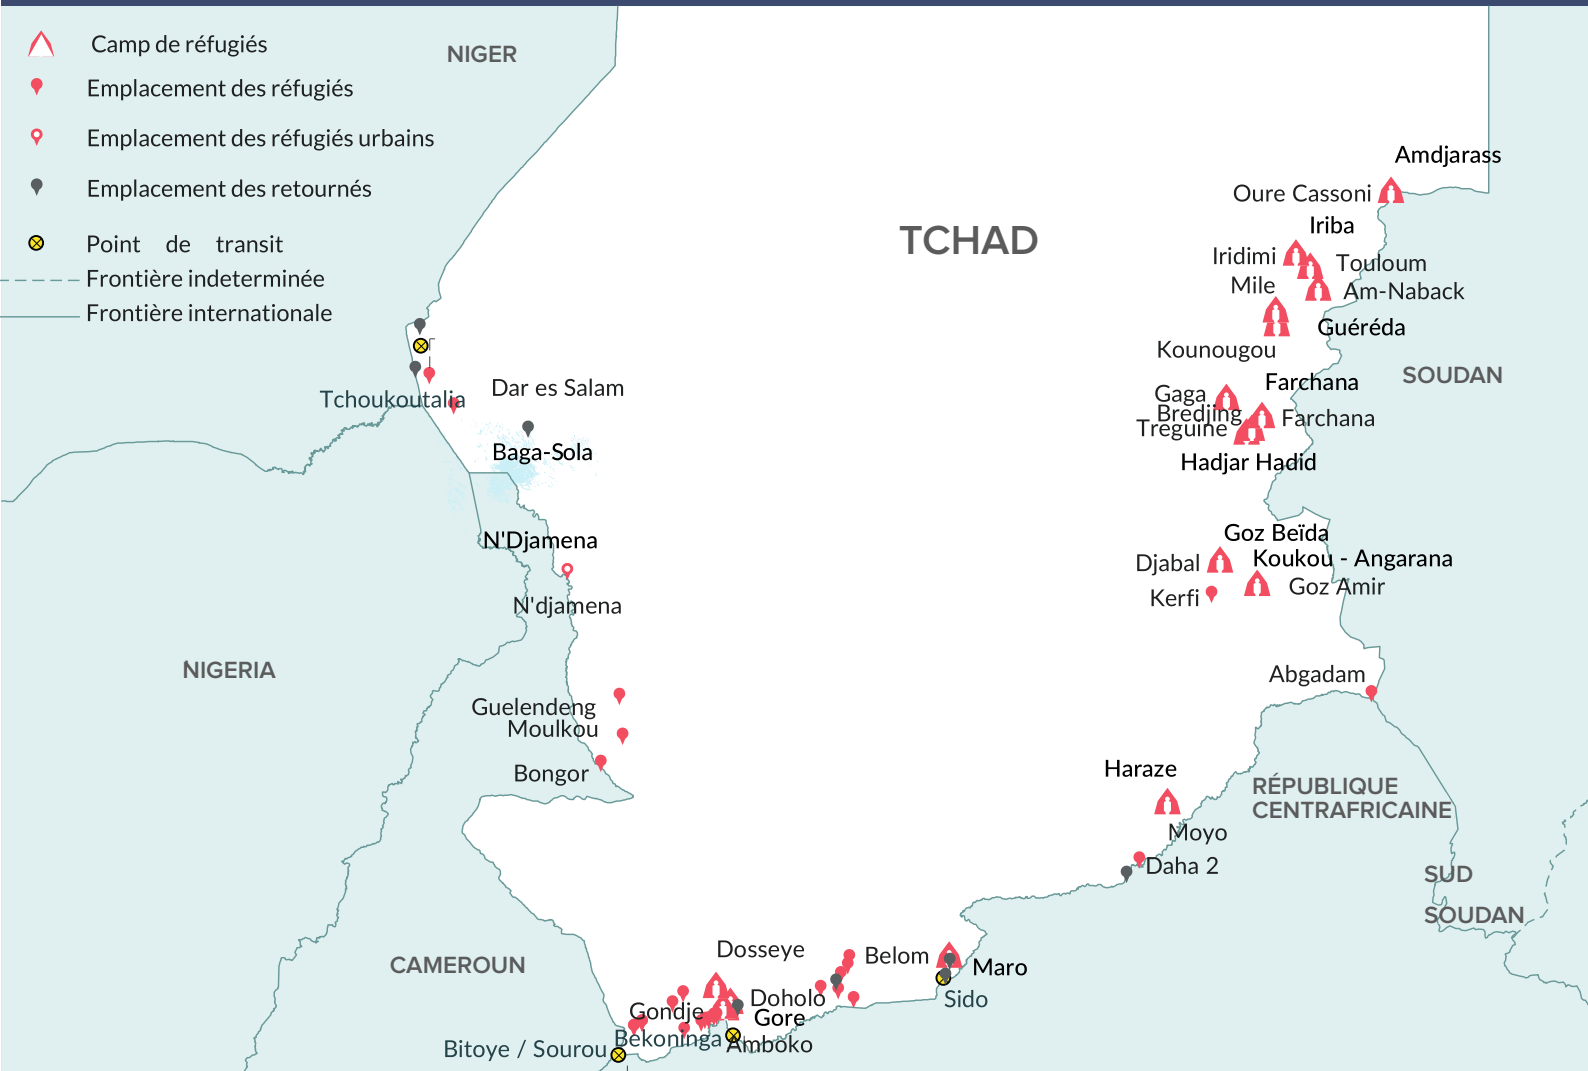 Camp de réfugiés
Emplacement des réfugiés
Emplacement des réfugiés urbains
Emplacement des retournés
Point de transit
Frontière indeterminée
Frontière internationale
NIGER
TCHAD
Amdjarass
Oure Cassoni
Iriba
Iridimi
Touloum
Mile
Am-Naback
Guéréda
Kounougou
SOUDAN
Farchana
Gaga
Bredjing
Farchana
Treguine
Hadjar Hadid
Tchoukoutalia
Dar es Salam
Baga-Sola
N'Djamena
N'djamena
Goz Beïda
Djabal
Koukou - Angarana
Goz Amir
Kerfi
NIGERIA
Abgadam
Guelendeng
Moulkou
Bongor
Haraze
Moyo
Daha 2
RÉPUBLIQUE
CENTRAFRICAINE
SUD
SOUDAN
CAMEROUN
Dosseye
Belom
Maro
Sido
Doholo
Gondje
Gore
Bekoninga
Amboko
Bitoye / Sourou